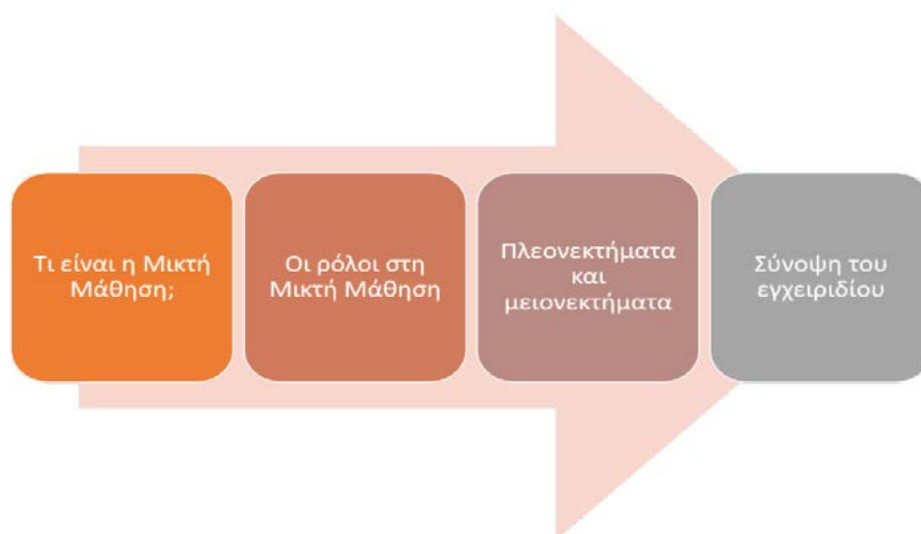 Τι είναι η Μικτή
Μάθηση;
Οι ρόλοι στη
Μικτή Μάθηση
Πλεονεκτήματα
και
μειονεκτήματα
Σύνοψη του
εγχειριδίου